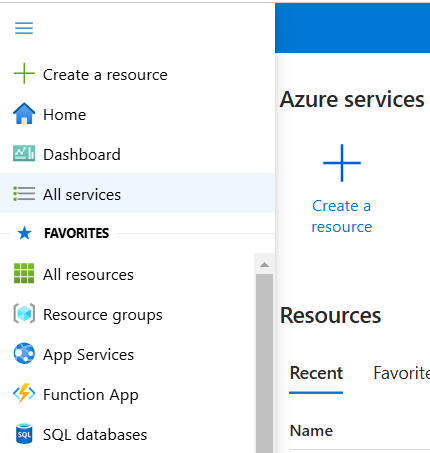 Create a resource
Home
Dashboard
All services
FAVORITES
All resources
Resource groups
App Services
Function App
SQL
SQL databases
Azure services
Create a
resource
Resources
Recent
Favorite
Name